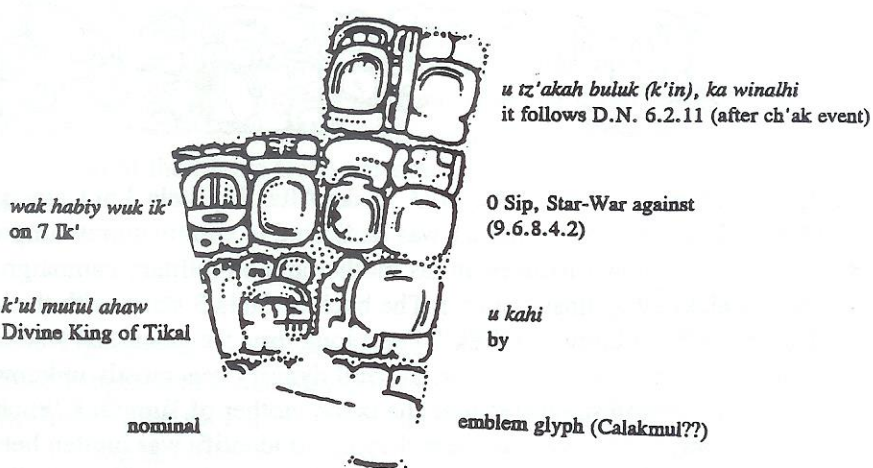 u tz'akah buluk (k'in), ka winalhi
it follows D.N. 6.2.11 (after ch'ak event)
wak habiy wuk ik'
on 7 Ik'
0 Sip, Star-War against
(9.6.8.4.2)
k'ul mutul ahaw
Divine King of Tikal
u kahi
by
nominal
emblem glyph (Calakmul??)